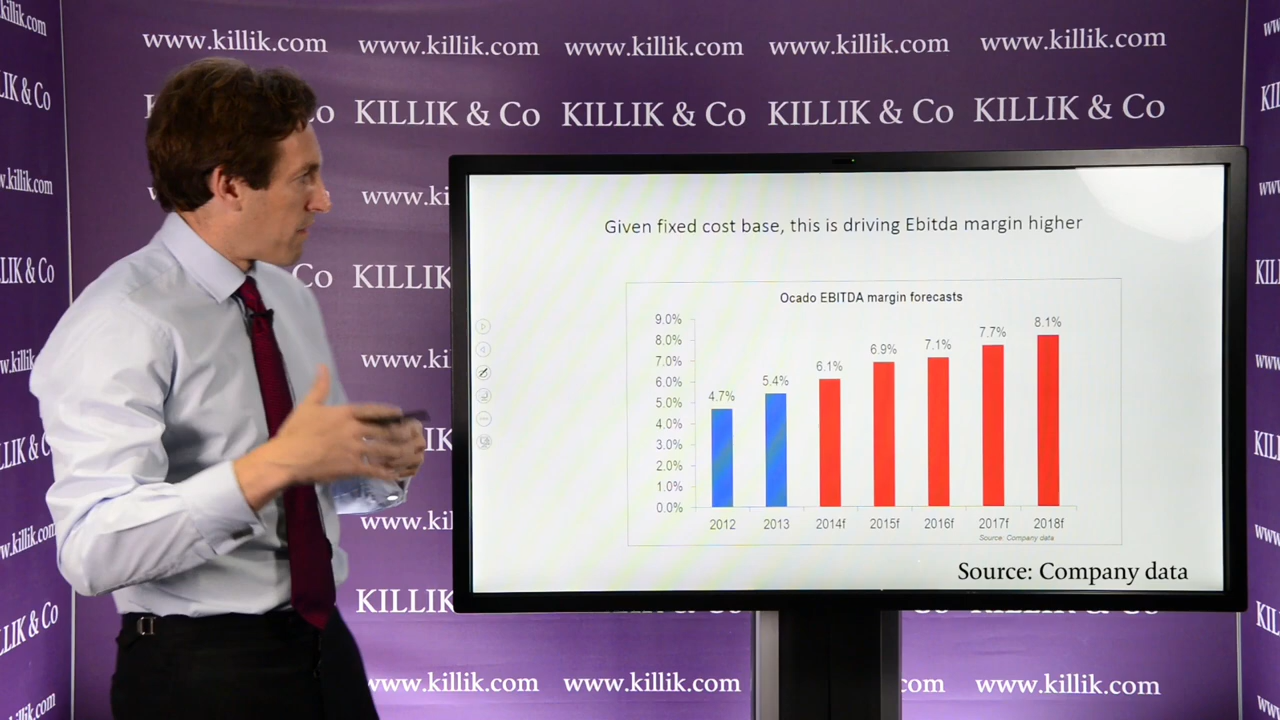 www.killik.com www.killik.com www.killik.com www.killik.com www.killik.com
KILLIK & Co KILLIK & Co KILLIK & Co KILLIK & Co
Given fixed cost base, this is driving Ebitda margin higher
Ocado EBITDA margin forecasts
9.0%
8.0%
7.0%
6.0%
5.0%
4.0%
3.0%
2.0%
1.0%
0.0%
4.7% 5.4% 6.1% 6.9% 7.1% 7.7% 8.1%
2012 2013 2014f 2015f 2016f 2017f 2018f
Source: Company data
Source: Company data
www.killik.com www.killik.com .com www.killik.com